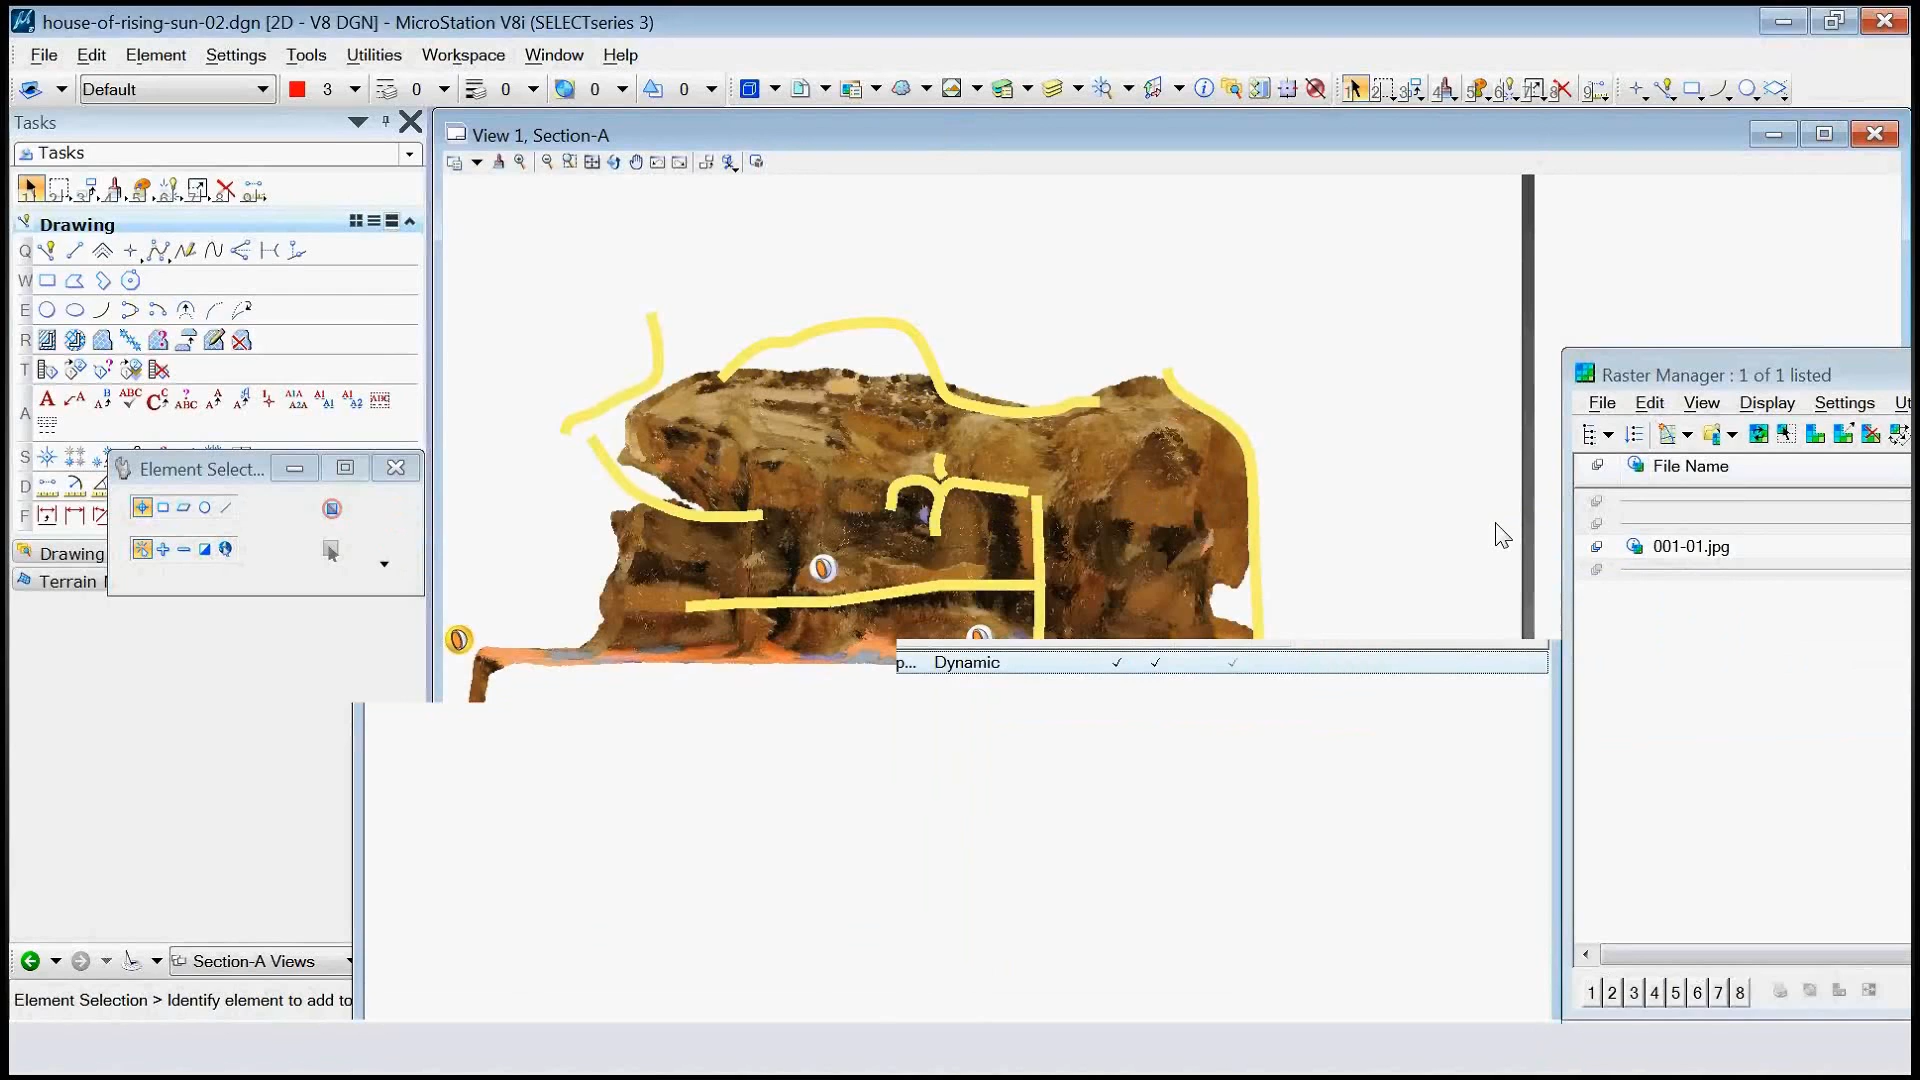 house-of-rising-sun-02.dgn [2D - V8 DGN] - MicroStation V8i (SELECTseries 3)
File Edit Element Settings Tools Utilities Workspace Window Help
Default 3 0 0 0 0
Tasks
Tasks
View 1, Section-A
Drawing
Q
W
E
R
T
A
S
D
F
Element Select...
Drawing
Terrain
Raster Manager : 1 of 1 listed
File Edit View Display Settings Ut
File Name
001-01.jpg
p... Dynamic
Section-A Views
1 2 3 4 5 6 7 8
Element Selection > Identify element to add to